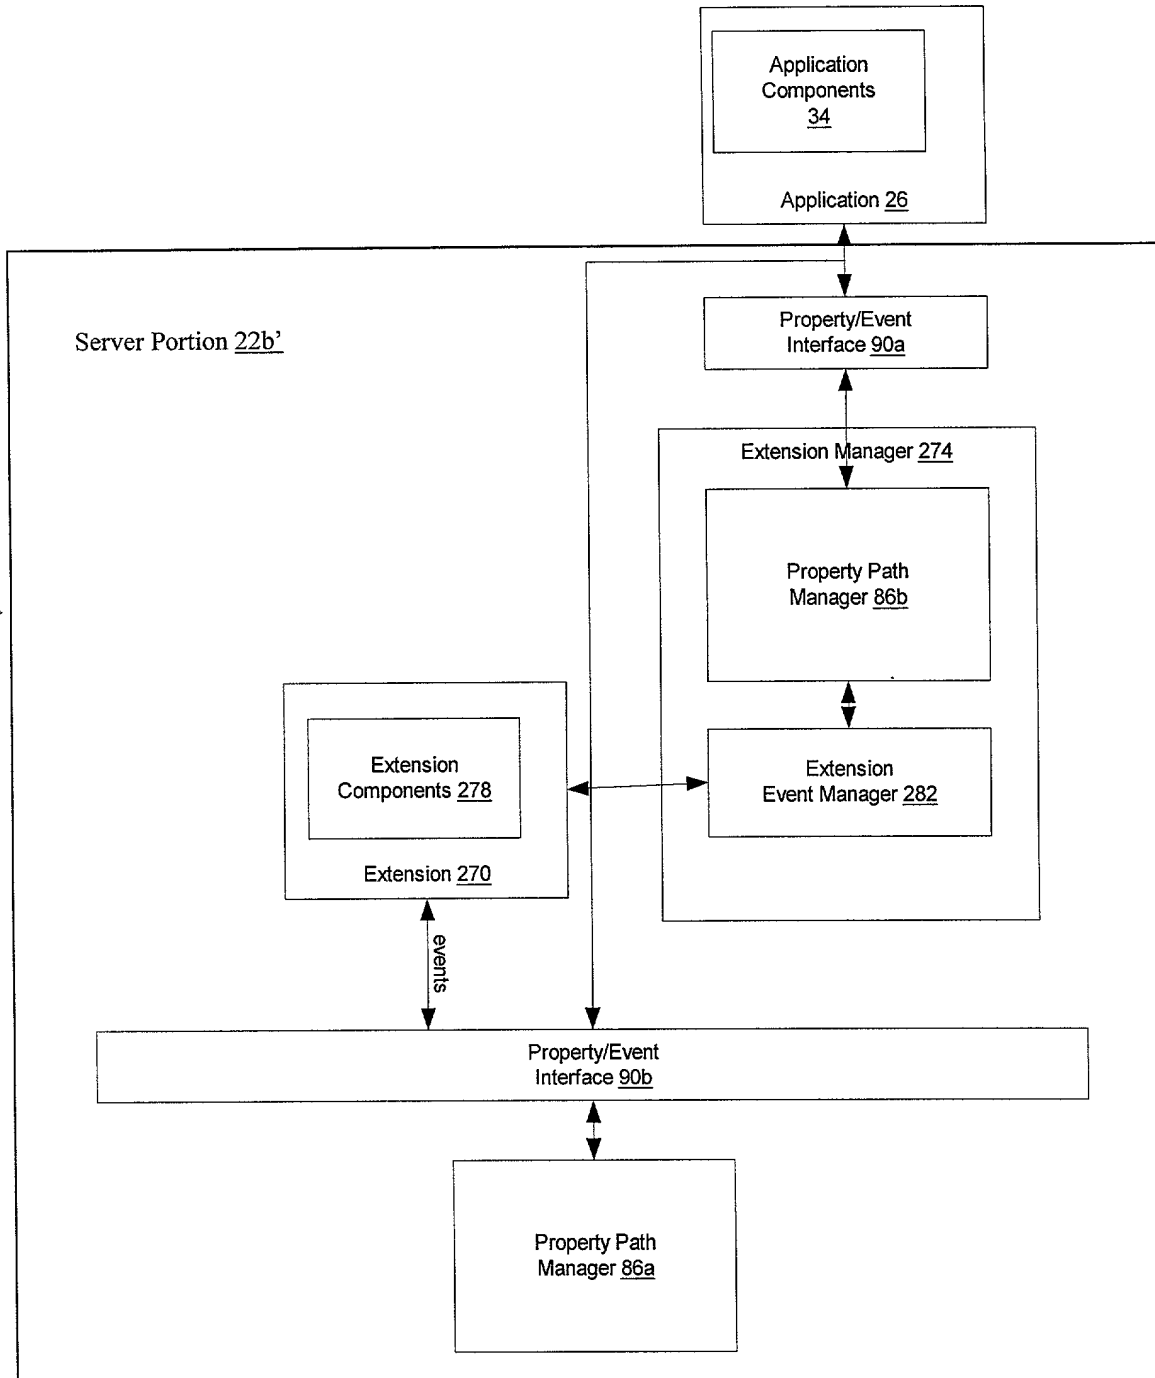 Application
Components
34
Application 26
Server Portion 22b’
Property/Event
Interface 90a
Extension Manager 274
Property Path
Manager 86b
Extension
Components 278
Extension
Event Manager 282
Extension 270
events
Property/Event
Interface 90b
Property Path
Manager 86a